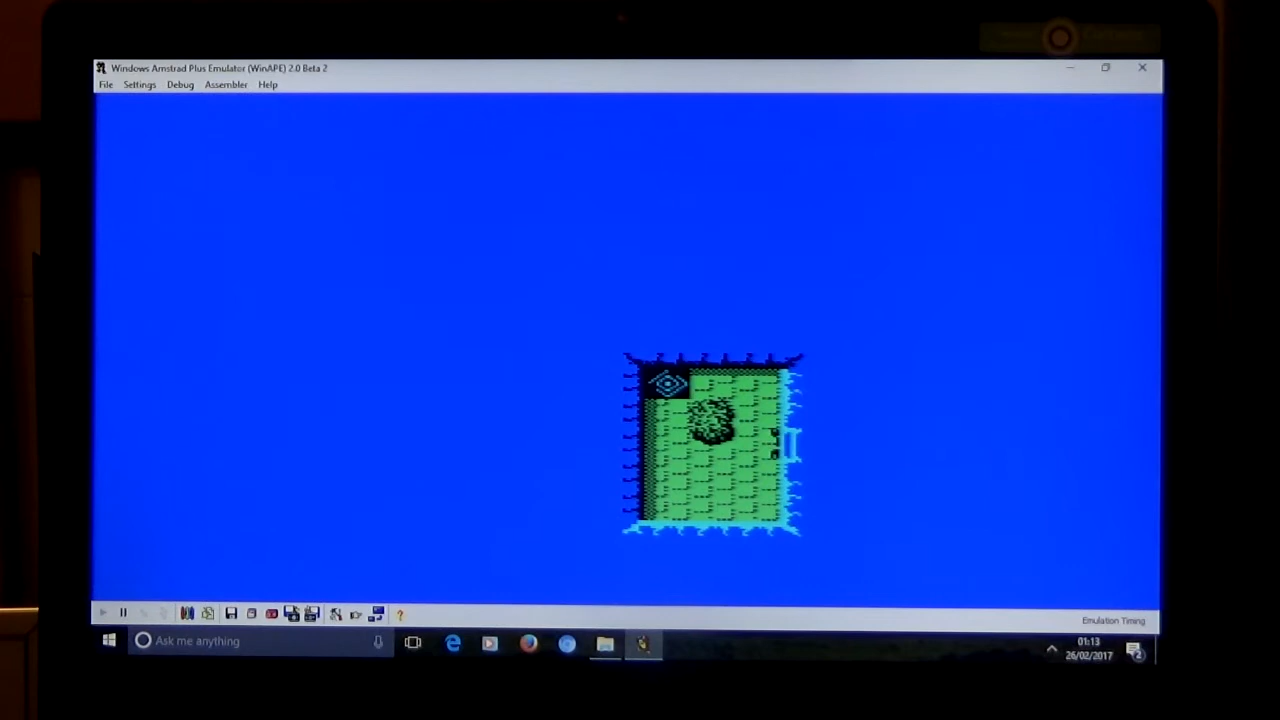 Windows Amstrad Plus Emulator (WinAPE) 2.0 Beta 2
File Settings Debug Assembler Help
Emulation Timing
Ask me anything
01:13
26/02/2017
2